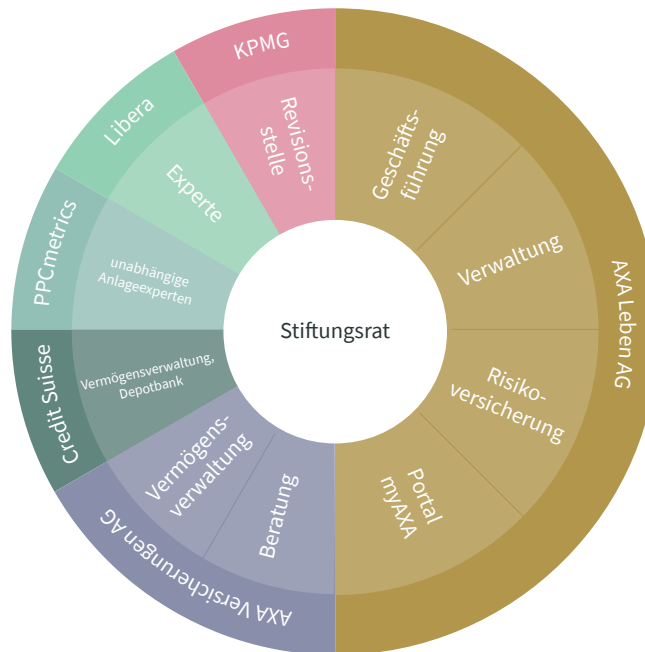 KPMG
Revisions-
stelle
Geschäfts-
führung
Verwaltung
AXA Leben AG
Risiko-
versicherung
Portal
myAXA
Beratung
Vermögens-
verwaltung
AXA Versicherungen AG
Vermögensverwaltung,
Depotbank
Credit Suisse
unabhängige
Anlageexperten
PPCmetrics
Experte
Libera
Stiftungsrat